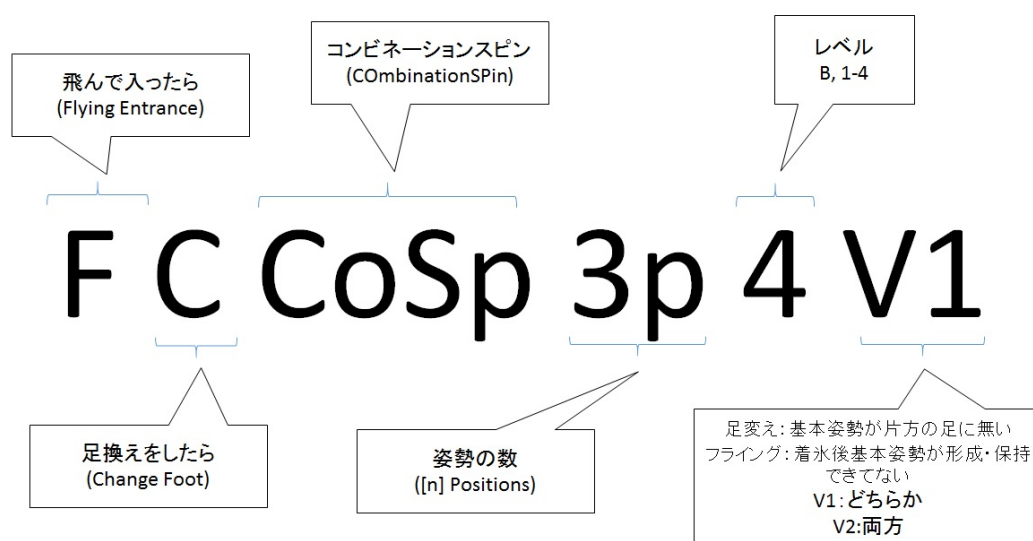 飛んで入ったら
(Flying Entrance)
コンビネーションスピン
(COmbinationSPin)
レベル
B, 1-4
F C CoSp 3p 4 V1
足換えをしたら
(Change Foot)
姿勢の数
([n] Positions)
足変え：基本姿勢が片方の足に無い
フライング：着氷後基本姿勢が形成・保持
できてない
V1：どちらか
V2：両方